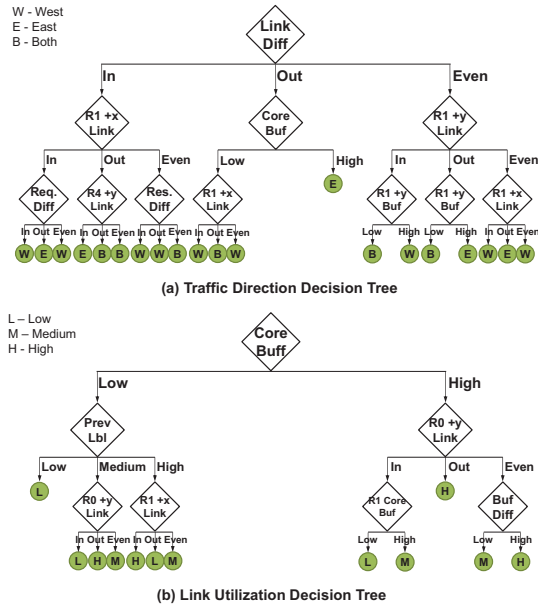 W - West
E - East
B - Both
Link
Diff
In
Out
Even
R1 +x
Link
Core
Buf
R1 +y
Link
In
Out
Even
Low
High
In
Out
Even
Req.
Diff
R4 +y
Link
Res.
Diff
R1 +x
Link
E
R1 +y
Buf
R1 +y
Buf
R1 +x
Link
In Out Even
In Out Even
In Out Even
In Out Even
Low
High
Low
High
In Out Even
W E W E B B W W B W B W B W B E W E W
(a) Traffic Direction Decision Tree
L – Low
M – Medium
H - High
Core
Buff
Low
High
Prev
Lbl
R0 +y
Link
Low
Medium
High
In
Out
Even
L
R0 +y
Link
R1 +x
Link
R1 Core
Buf
H
Buf
Diff
In Out Even
In Out Even
Low
High
Low
High
L H M H L M L M M H
(b) Link Utilization Decision Tree